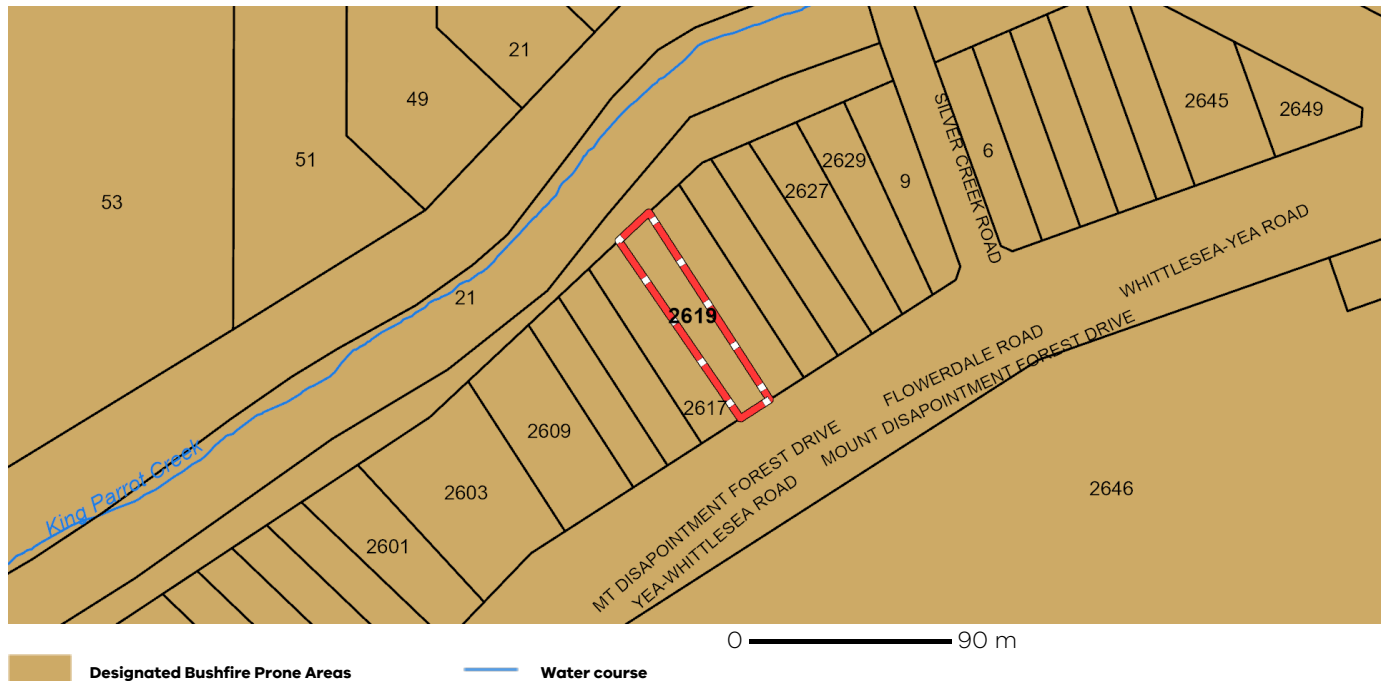 21
49
51
53
2645
2649
6
2629
2627
9
SILVER CREEK ROAD
WHITTLESEA-YEA ROAD
21
2619
2617
FLOWERDALE ROAD
MOUNT DISAPPOINTMENT FOREST DRIVE
2609
2603
2601
King Parrot Creek
MT DISAPOINTMENT FOREST DRIVE
YEA-WHITTLESEA ROAD
2646
0 90 m
Designated Bushfire Prone Areas
Water course